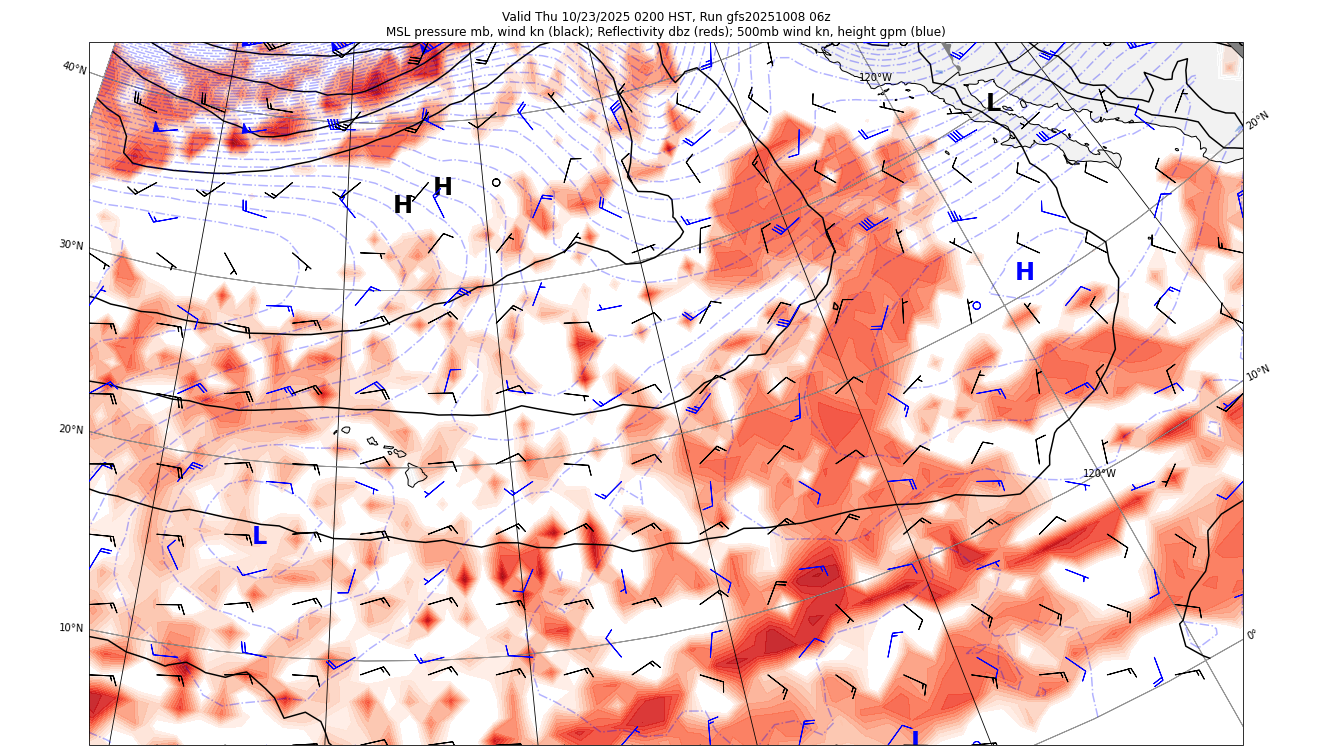 Valid Thu 10/23/2025 0200 HST, Run gfs20251008 06z
MSL pressure mb, wind kn (black); Reflectivity dbz (reds); 500mb wind kn, height gpm (blue)
40°N
120°W
L
20°N
H
H
30°N
H
10°N
20°N
120°W
L
10°N
0°
L